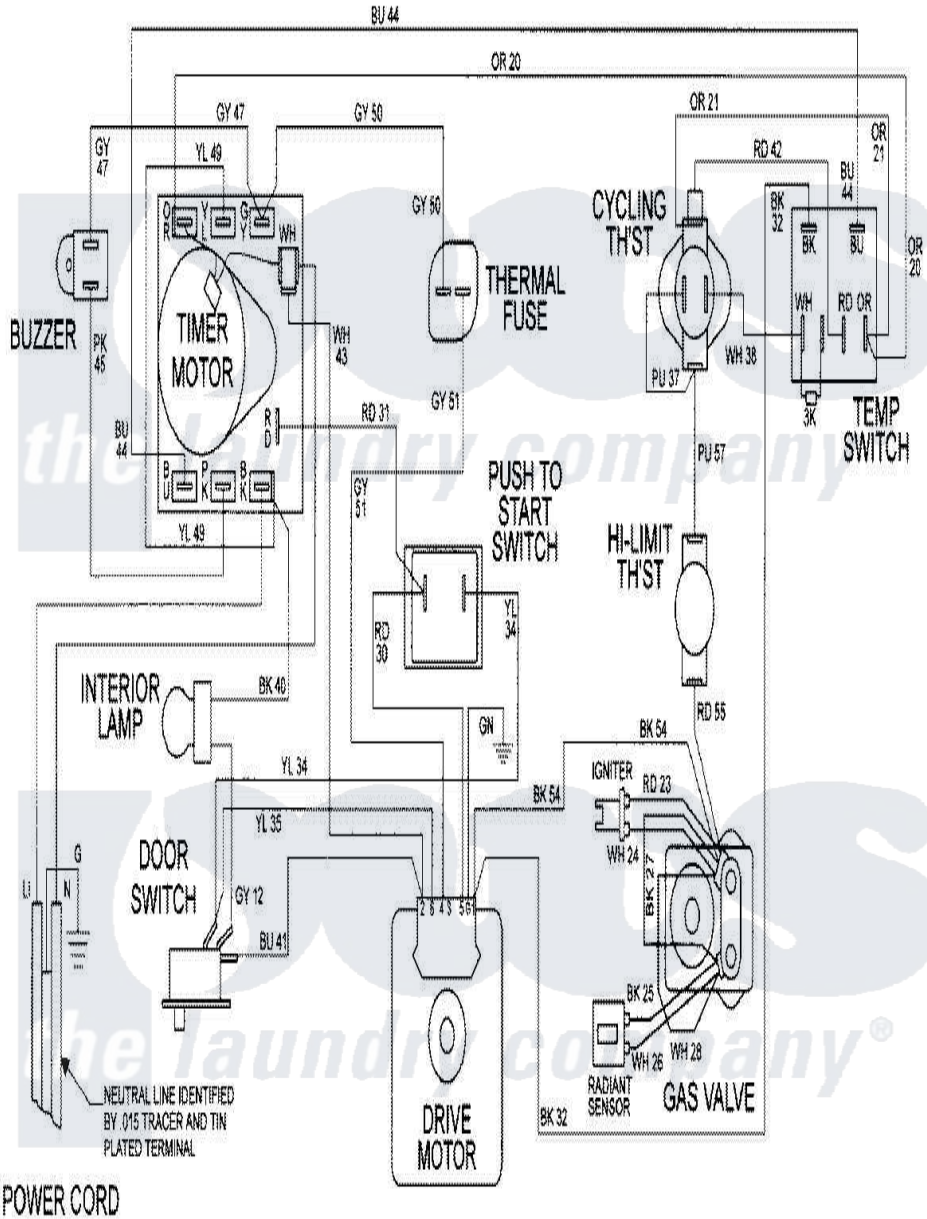 BU 44
OR 20
GY 47
GY 50
OR 21
GY
47
YL 49
RD 42
OR
21
BU
44
BK
32
GY 50
CYCLING
TH'ST
O
R
Y
L
G
Y
WH
BK
BU
OR
20
THERMAL
FUSE
BUZZER
TIMER
MOTOR
WH
43
WH
RD
OR
PK
45
WH 38
PU 37
3K
GY 51
RD 31
R
D
TEMP
SWITCH
BU
44
the laundry company
PU 57
B
U
P
K
B
K
GY
51
PUSH TO
START
SWITCH
YL 49
HI-LIMIT
TH'ST
RD
30
YL
34
INTERIOR
LAMP
BK 40
RD 55
GN
BK 54
YL 34
IGNITER
RD 23
BK 54
YL 35
DOOR
SWITCH
WH 24
BK 27
G
L1
N
GY 12
BU 41
2
4
3
5
6
1
BK 25
the laundry company®
WH 26
WH 28
RADIANT
SENSOR
GAS VALVE
NEUTRAL LINE IDENTIFIED
BY .015 TRACER AND TIN
PLATED TERMINAL
DRIVE
MOTOR
BK 32
POWER CORD